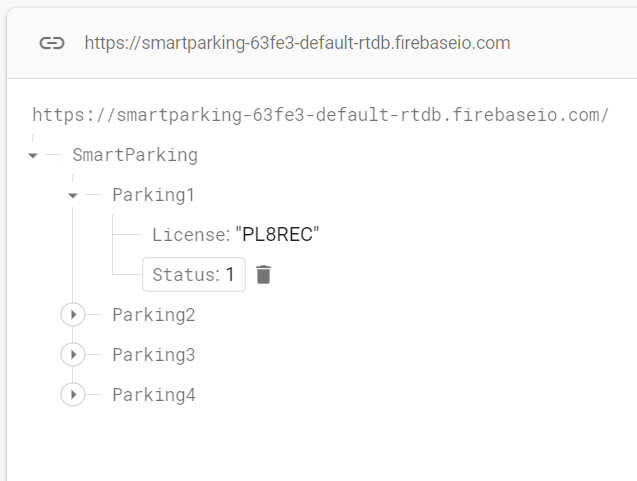 https://smartparking-63fe3-default-rtdb.firebaseio.com
https://smartparking-63fe3-default-rtdb.firebaseio.com/
SmartParking
Parking1
License: "PL8REC"
Status: 1
Parking2
Parking3
Parking4